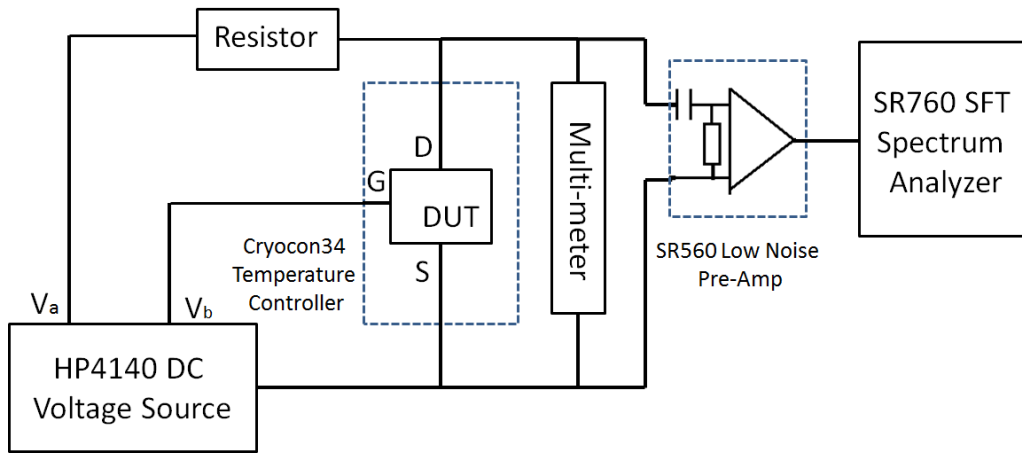 Resistor
SR760 SFT
Spectrum
Analyzer
Multi-meter
D
G
DUT
S
Cryocon34
Temperature
Controller
SR560 Low Noise
Pre-Amp
Va
Vb
HP4140 DC
Voltage Source